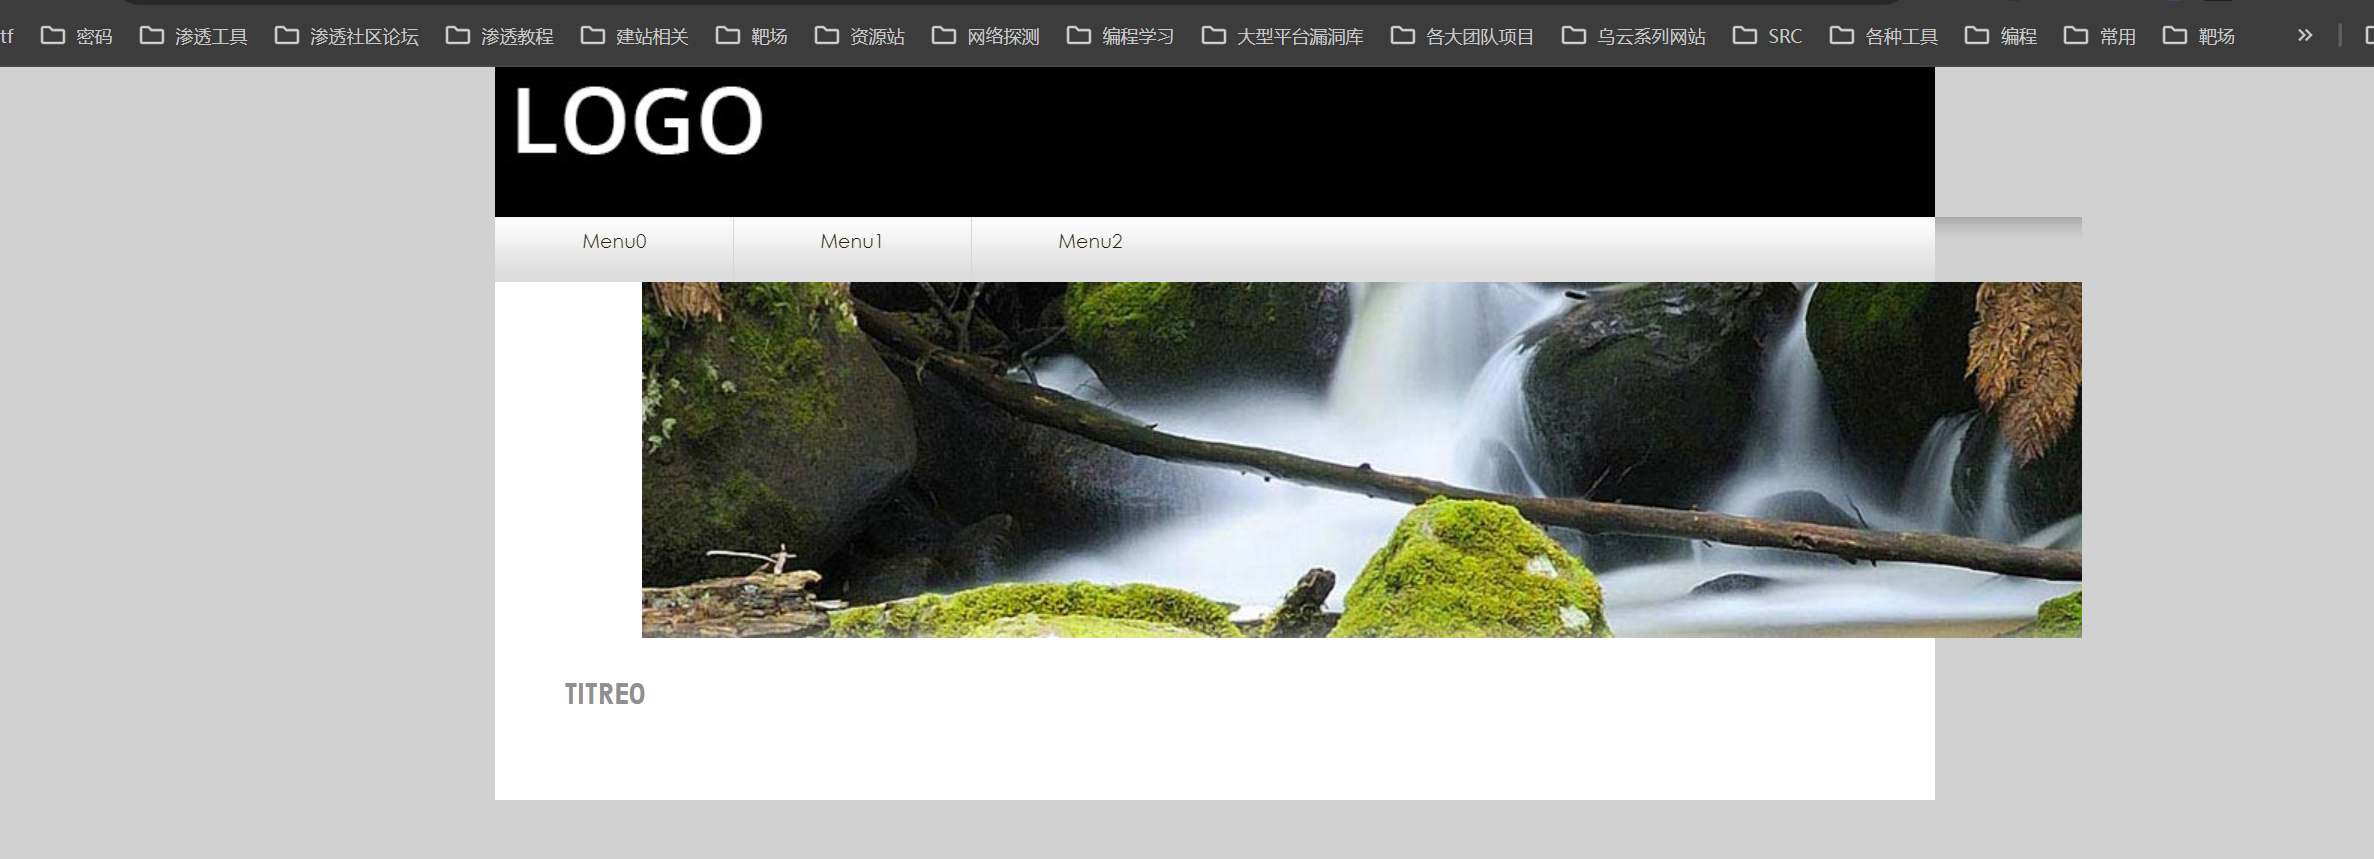 tf 密码 渗透工具 渗透社区论坛 渗透教程 建站相关 靶场 资源站 网络探测 编程学习 大型平台漏洞库 各大团队项目 乌云系列网站 SRC 各种工具 编程 常用 靶场 »
LOGO
Menu0 Menu1 Menu2
TITRE0